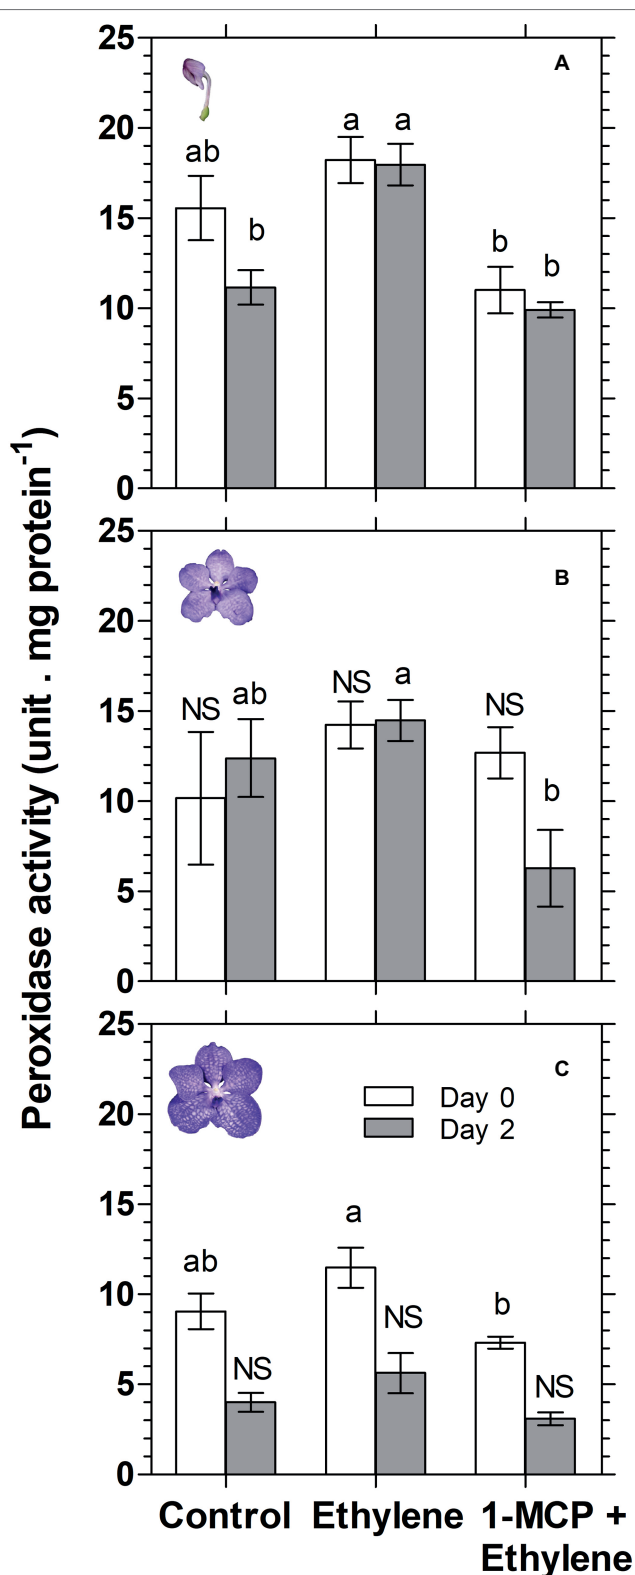 Peroxidase activity (unit . mg protein⁻¹)
25
20
15
10
5
0
A
ab
b
a
a
b
b
25
20
15
10
5
0
B
NS
ab
NS
a
NS
b
25
20
15
10
5
0
C
Day 0
Day 2
ab
NS
a
NS
b
NS
Control
Ethylene
1-MCP +
Ethylene